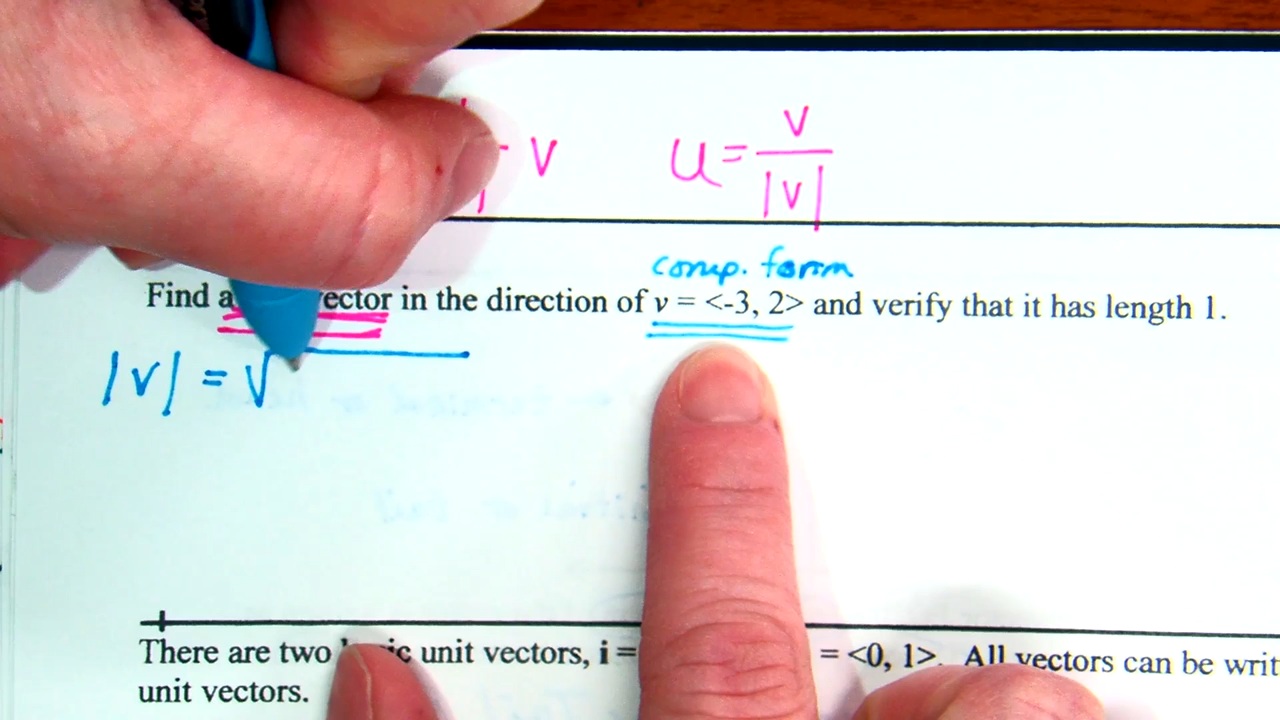 v u = v / |v|
comp. form
Find a vector in the direction of v = <-3, 2> and verify that it has length 1.
|v| = √
There are two unit vectors, i = = <0, 1>. All vectors can be writ
unit vectors.